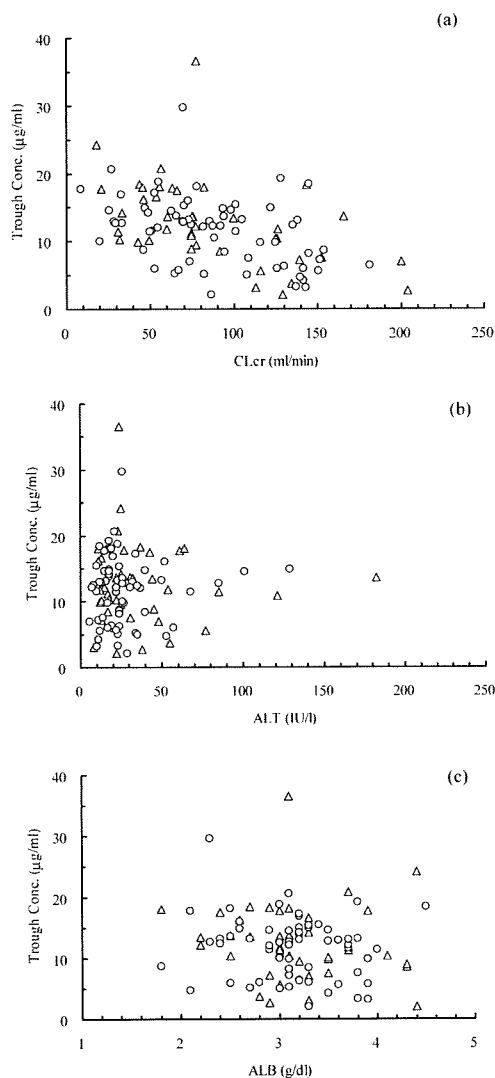 (a)
40
30
20
10
0
Trough Conc. (μg/ml)
0 50 100 150 200 250
CLcr (ml/min)
(b)
40
30
20
10
0
Trough Conc. (μg/ml)
0 50 100 150 200 250
ALT (IU/l)
(c)
40
30
20
10
0
Trough Conc. (μg/ml)
1 2 3 4 5
ALB (g/dl)